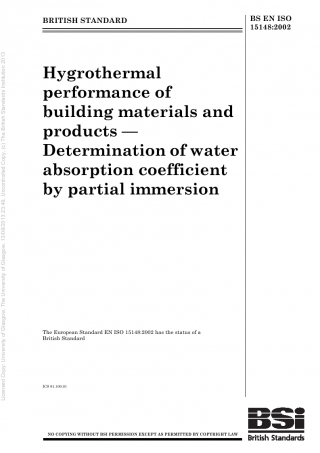 BRITISH STANDARD
BS EN ISO
15148:2002
Hygrothermal
performance of
building materials and
products —
Determination of water
absorption coefficient
by partial immersion
The European Standard EN ISO 15148:2002 has the status of a
British Standard
NO COPYING WITHOUT BSI PERMISSION EXCEPT AS PERMITTED BY COPYRIGHT LAW
BSi
British Standards